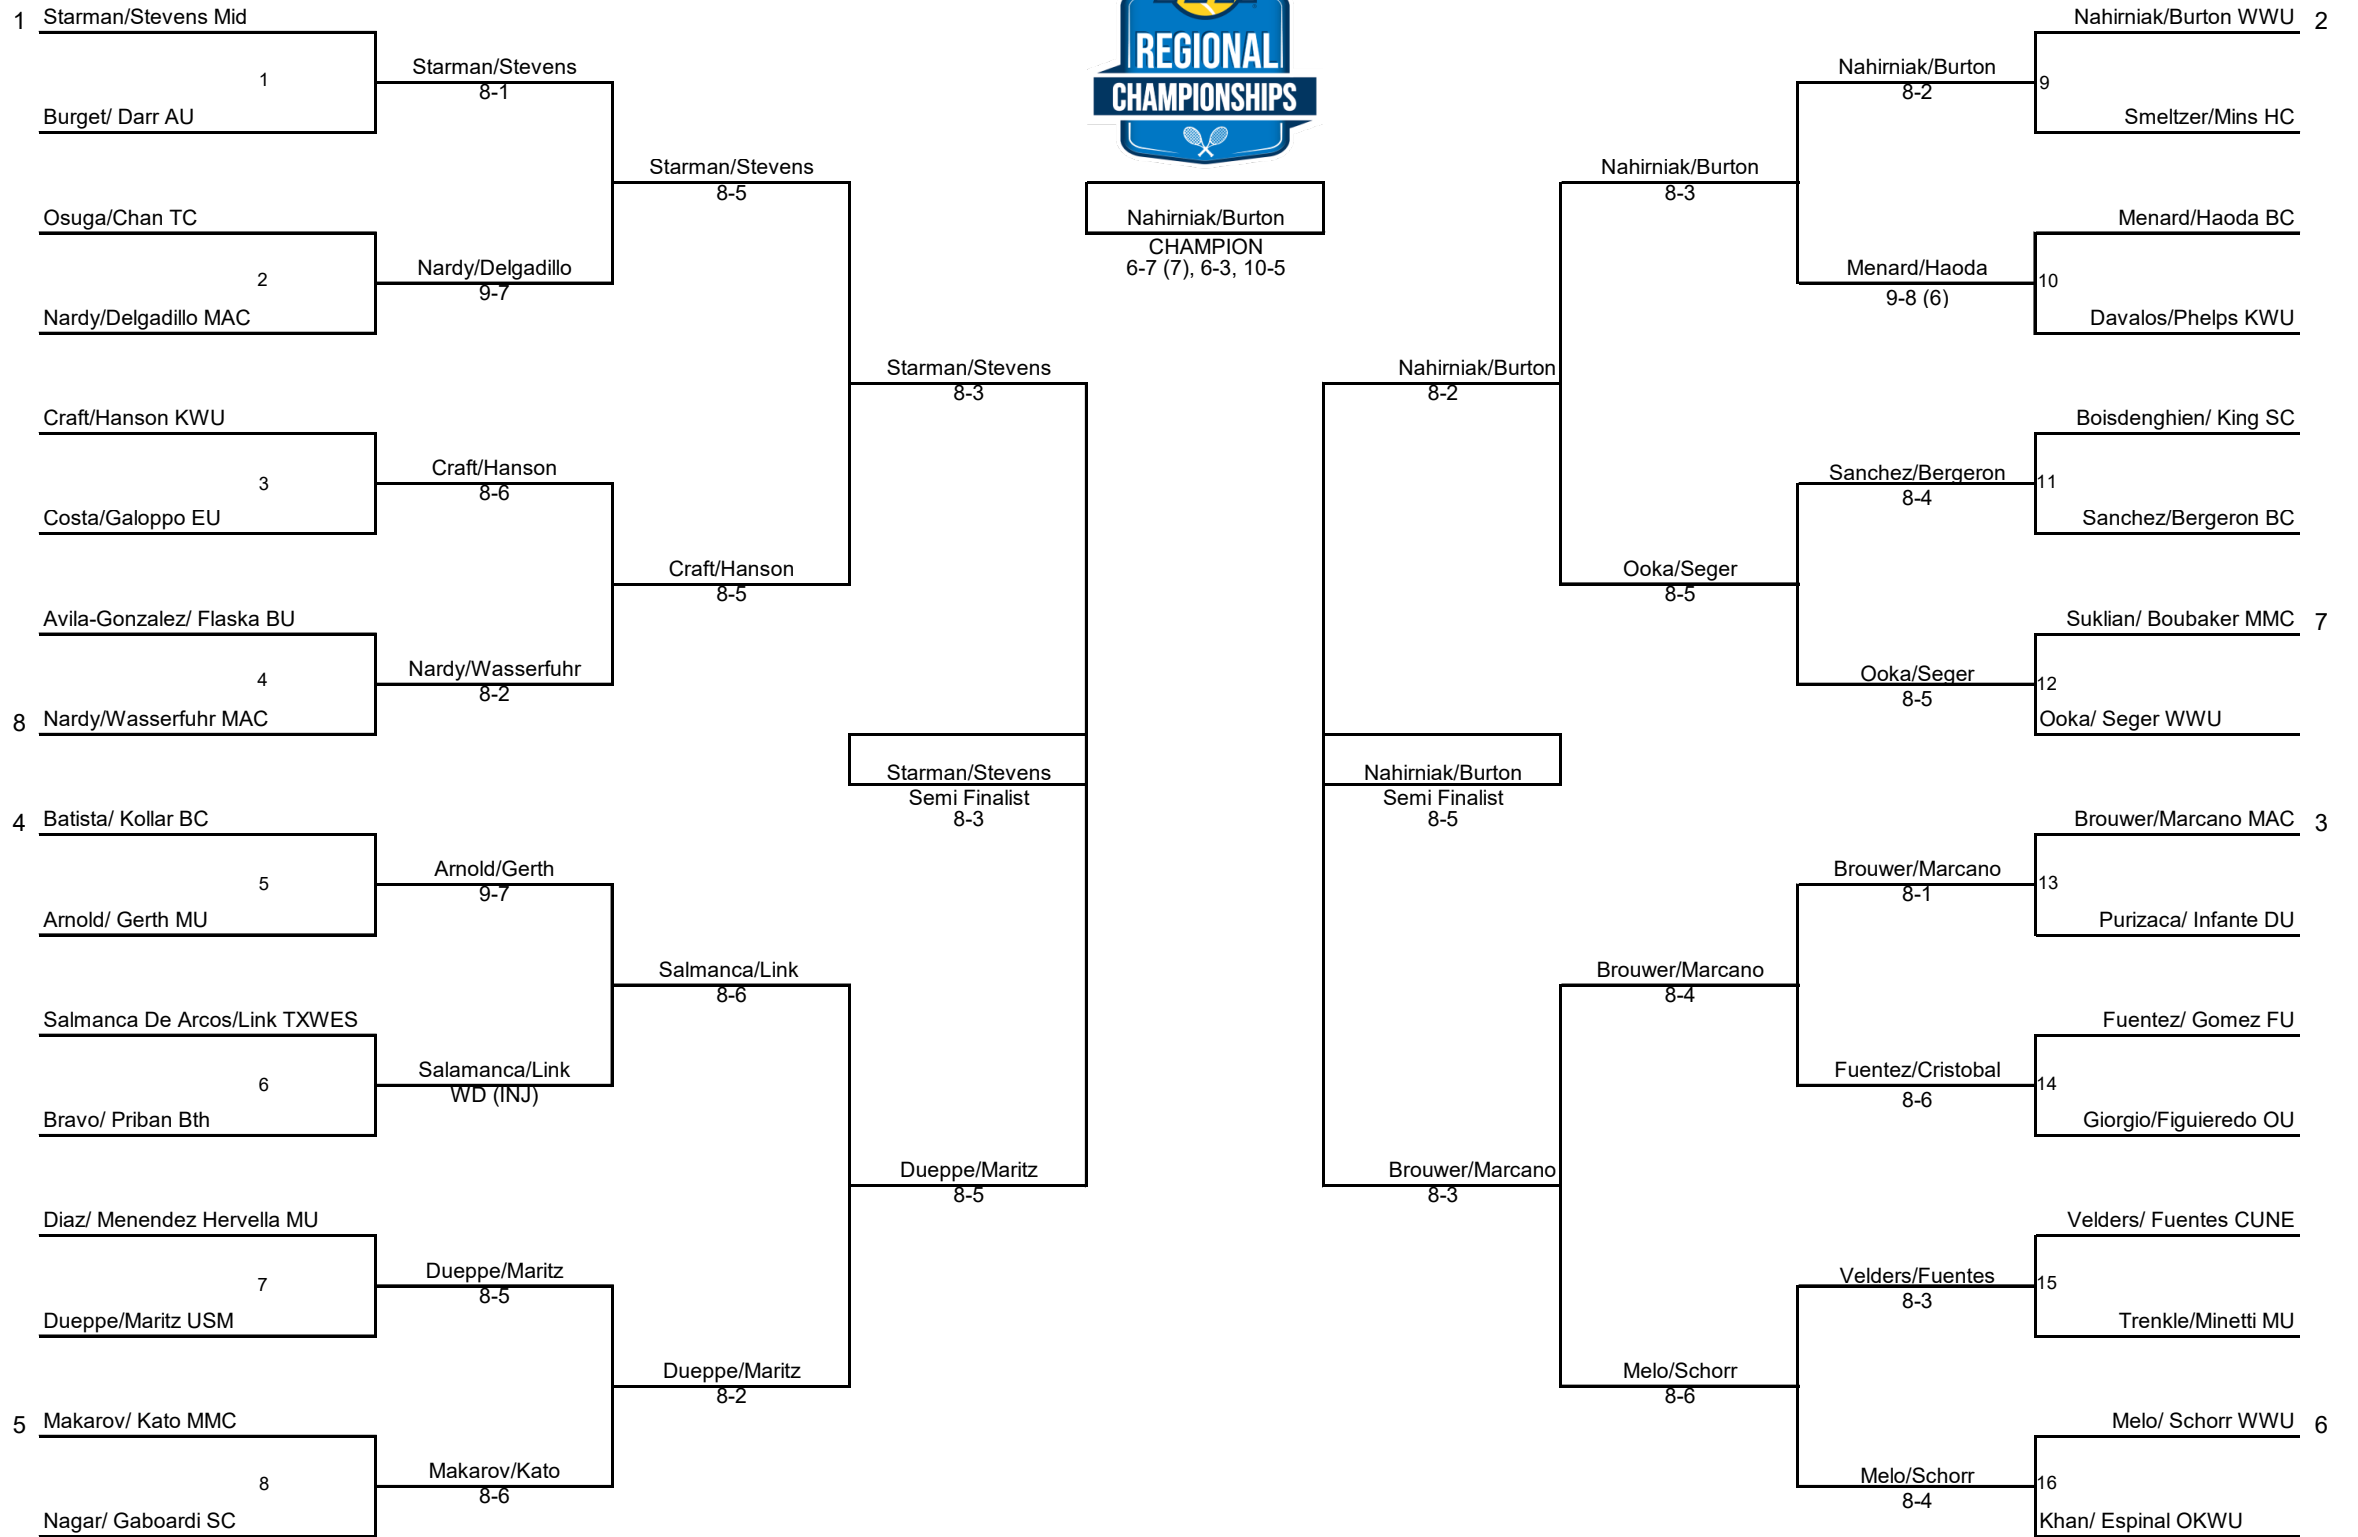 1 Starman/Stevens Mid
1
Burget/ Darr AU
Starman/Stevens
8-1
Osuga/Chan TC
2
Nardy/Delgadillo MAC
Nardy/Delgadillo
9-7
Starman/Stevens
8-5
Craft/Hanson KWU
3
Costa/Galoppo EU
Craft/Hanson
8-6
Avila-Gonzalez/ Flaska BU
4
8 Nardy/Wasserfuhr MAC
Nardy/Wasserfuhr
8-2
Craft/Hanson
8-5
Starman/Stevens
8-3
4 Batista/ Kollar BC
5
Arnold/ Gerth MU
Arnold/Gerth
9-7
Salmanca De Arcos/Link TXWES
6
Bravo/ Priban Bth
Salamanca/Link
WD (INJ)
Salmanca/Link
8-6
Diaz/ Menendez Hervella MU
7
Dueppe/Maritz USM
Dueppe/Maritz
8-5
5 Makarov/ Kato MMC
8
Nagar/ Gaboardi SC
Makarov/Kato
8-6
Dueppe/Maritz
8-2
Dueppe/Maritz
8-5
Starman/Stevens
Semi Finalist
8-3
REGIONAL
CHAMPIONSHIPS
Nahirniak/Burton
CHAMPION
6-7 (7), 6-3, 10-5
Nahirniak/Burton
Semi Finalist
8-5
Nahirniak/Burton
8-2
Brouwer/Marcano
8-3
Nahirniak/Burton
8-3
Ooka/Seger
8-5
Brouwer/Marcano
8-4
Melo/Schorr
8-6
Nahirniak/Burton
8-2
Menard/Haoda
9-8 (6)
Sanchez/Bergeron
8-4
Ooka/Seger
8-5
Brouwer/Marcano
8-1
Fuentez/Cristobal
8-6
Velders/Fuentes
8-3
Melo/Schorr
8-4
Nahirniak/Burton WWU 2
9
Smeltzer/Mins HC
Menard/Haoda BC
10
Davalos/Phelps KWU
Boisdenghien/ King SC
11
Sanchez/Bergeron BC
Suklian/ Boubaker MMC 7
12
Ooka/ Seger WWU
Brouwer/Marcano MAC 3
13
Purizaca/ Infante DU
Fuentez/ Gomez FU
14
Giorgio/Figuieredo OU
Velders/ Fuentes CUNE
15
Trenkle/Minetti MU
Melo/ Schorr WWU 6
16
Khan/ Espinal OKWU